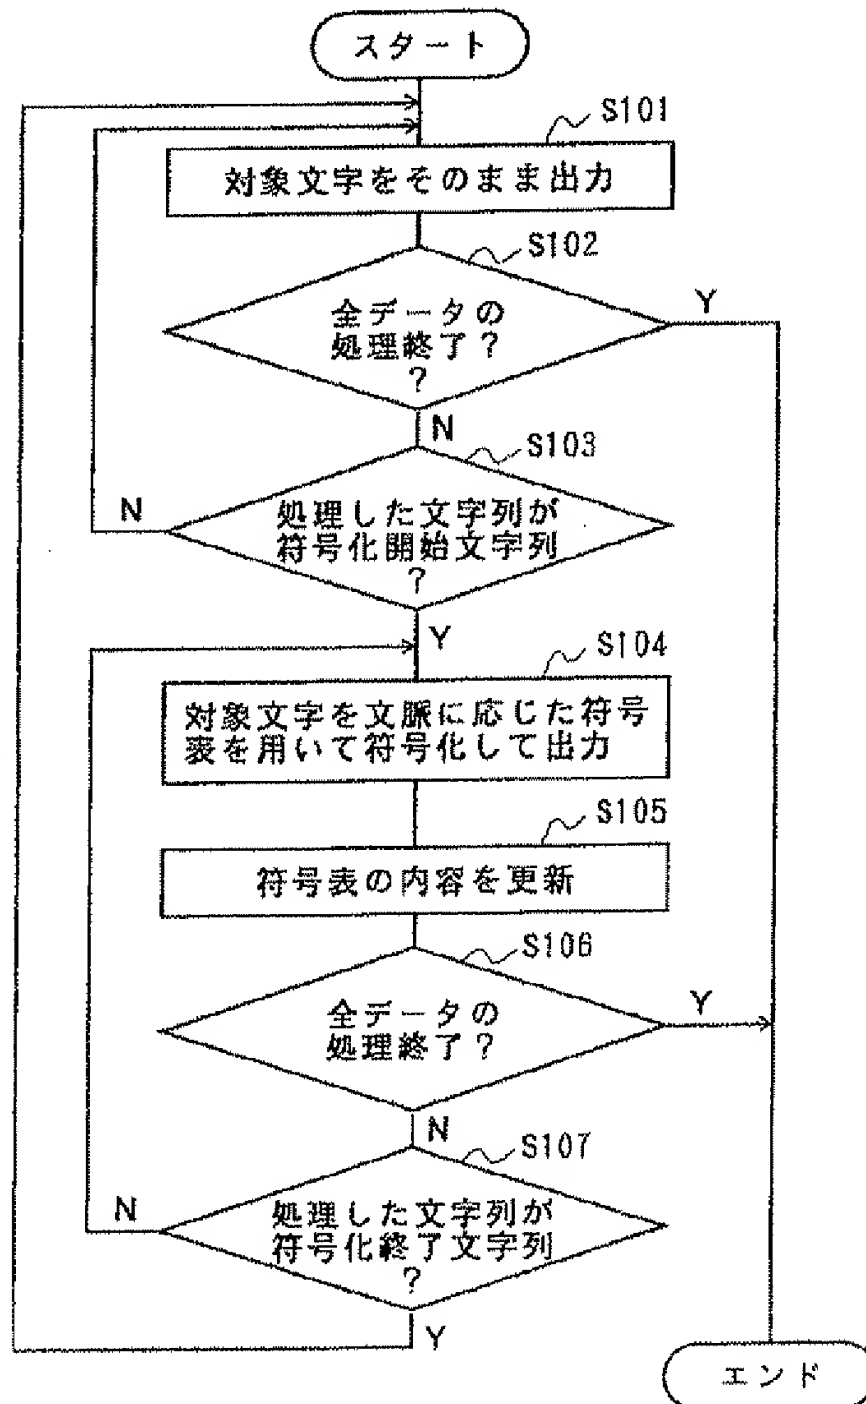 スタート
S101
対象文字をそのまま出力
S102
全データの
処理終了？
？
Y
N
S103
処理した文字列が
符号化開始文字列
？
N
Y
S104
対象文字を文脈に応じた符号
表を用いて符号化して出力
S105
符号表の内容を更新
S106
全データの
処理終了？
Y
N
S107
処理した文字列が
符号化終了文字列
？
N
Y
エンド